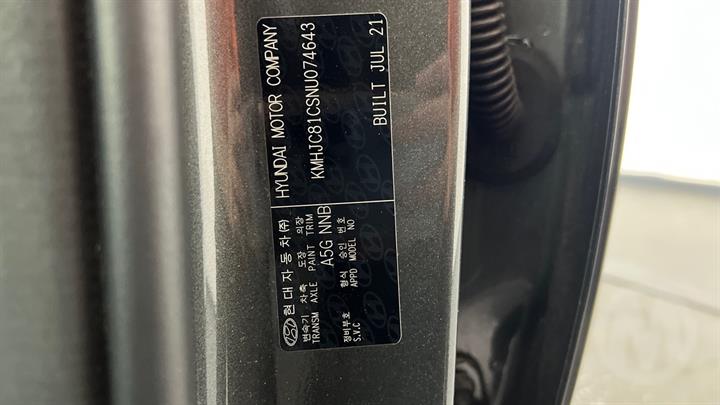 현대자동차(주) HYUNDAI MOTOR COMPANY
변속기 차축 도장 의장
TRANSM AXLE PAINT TRIM
A5G NNB KMHJC81CSNU074643
형식 승인 번호
APPD MODEL NO
정비부호
S.V.C BUILT JUL 21